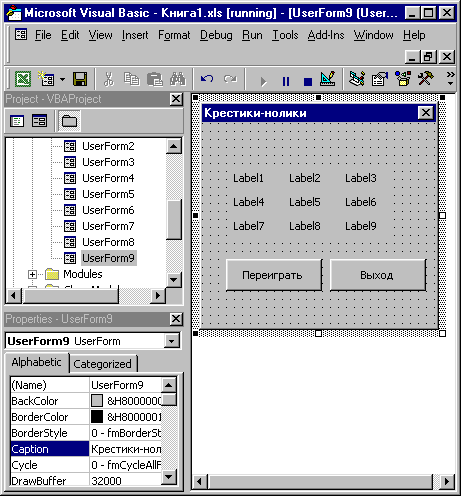 Microsoft Visual Basic - Книга1.xls [running] - [UserForm9 (Use...
File Edit View Insert Format Debug Run Tools Add-Ins Window
Help
Project - VBAProject
UserForm2
UserForm3
UserForm4
UserForm5
UserForm6
UserForm7
UserForm8
UserForm9
Modules
Properties - UserForm9
UserForm9 UserForm
Alphabetic Categorized
(Name) UserForm9
BackColor &H8000000
BorderColor &H8000001
BorderStyle 0 - fmBorderSt
Caption Крестики-нол
Cycle 0 - fmCycleAllF
DrawBuffer 32000
Крестики-нолики
Label1 Label2 Label3
Label4 Label5 Label6
Label7 Label8 Label9
Переиграть Выход